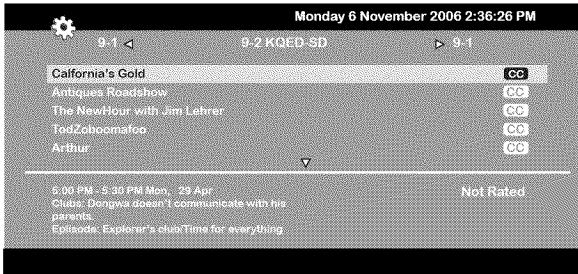 Monday 6 November 2006 2:36:26 PM
9-1 9-2 KQED-SD 9-1
Calfornia's Gold CC
Antiques Roadshow CC
The NewHour with Jim Lehrer CC
TodZoboomafoo CC
Arthur CC
5:00 PM - 5:30 PM Mon, 29 Apr Not Rated
Clubs: Dongwa doesn't communicate with his
parents.
Eplisode: Explorer's club/Time for everything